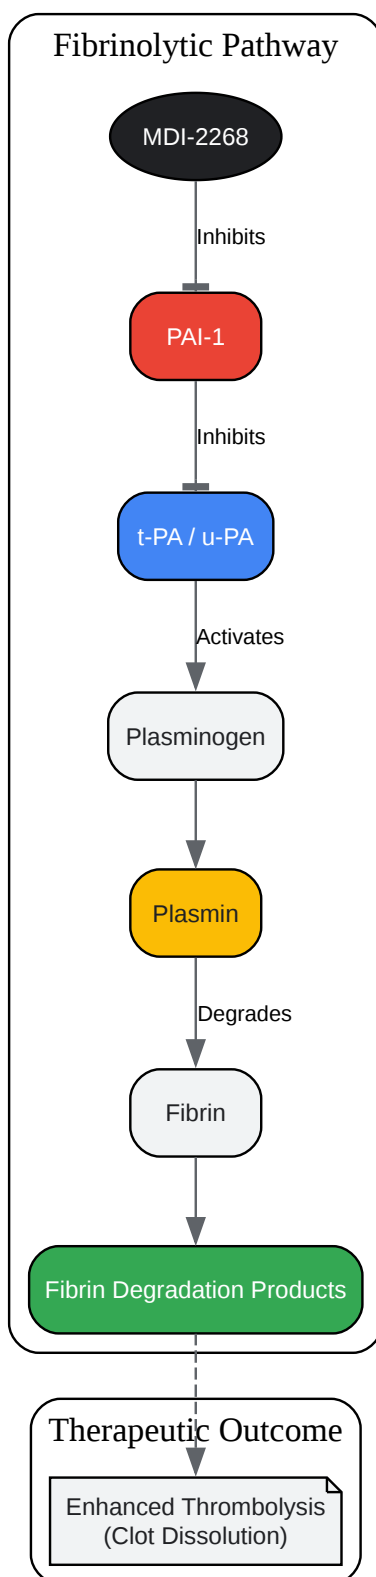 Fibrinolytic Pathway
MDI-2268
Inhibits
PAI-1
Inhibits
t-PA / u-PA
Activates
Plasminogen
Plasmin
Degrades
Fibrin
Fibrin Degradation Products
Therapeutic Outcome
Enhanced Thrombolysis
(Clot Dissolution)